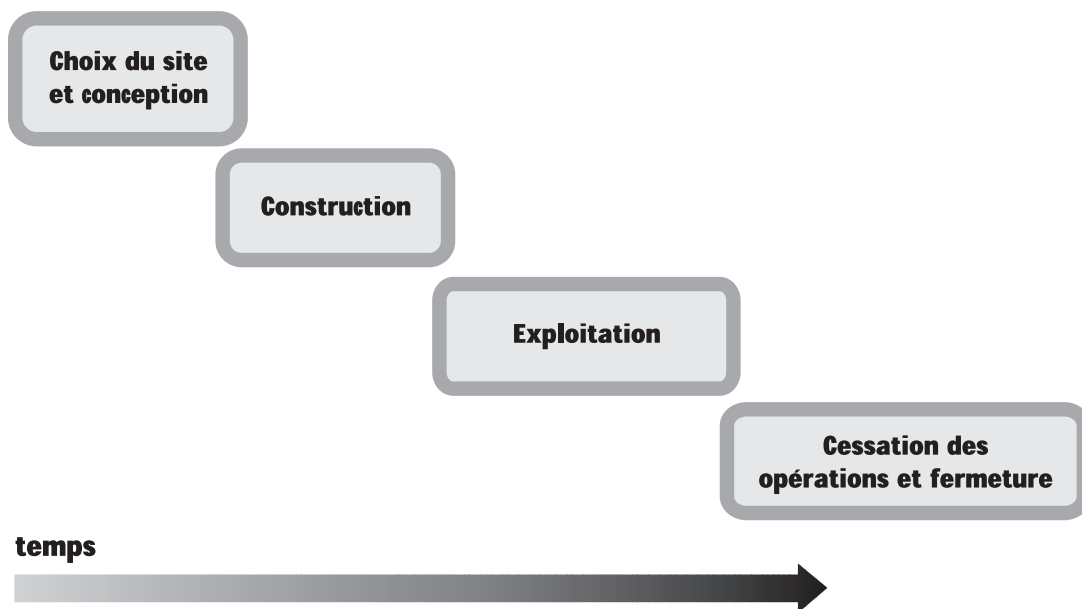 Choix du site
et conception
Construction
Exploitation
Cessation des
opérations et fermeture
temps